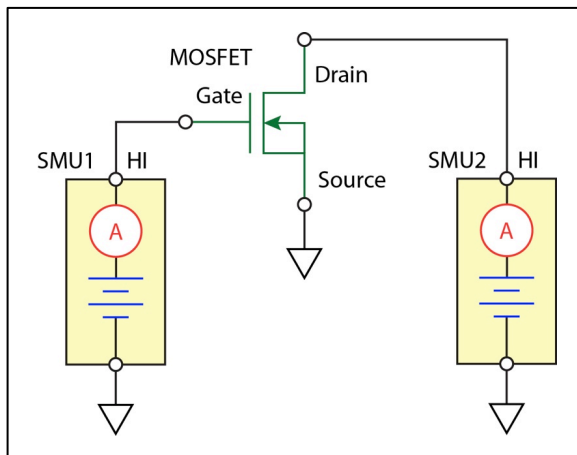 MOSFET
Drain
Gate
SMU1 HI
SMU2 HI
Source
A
A